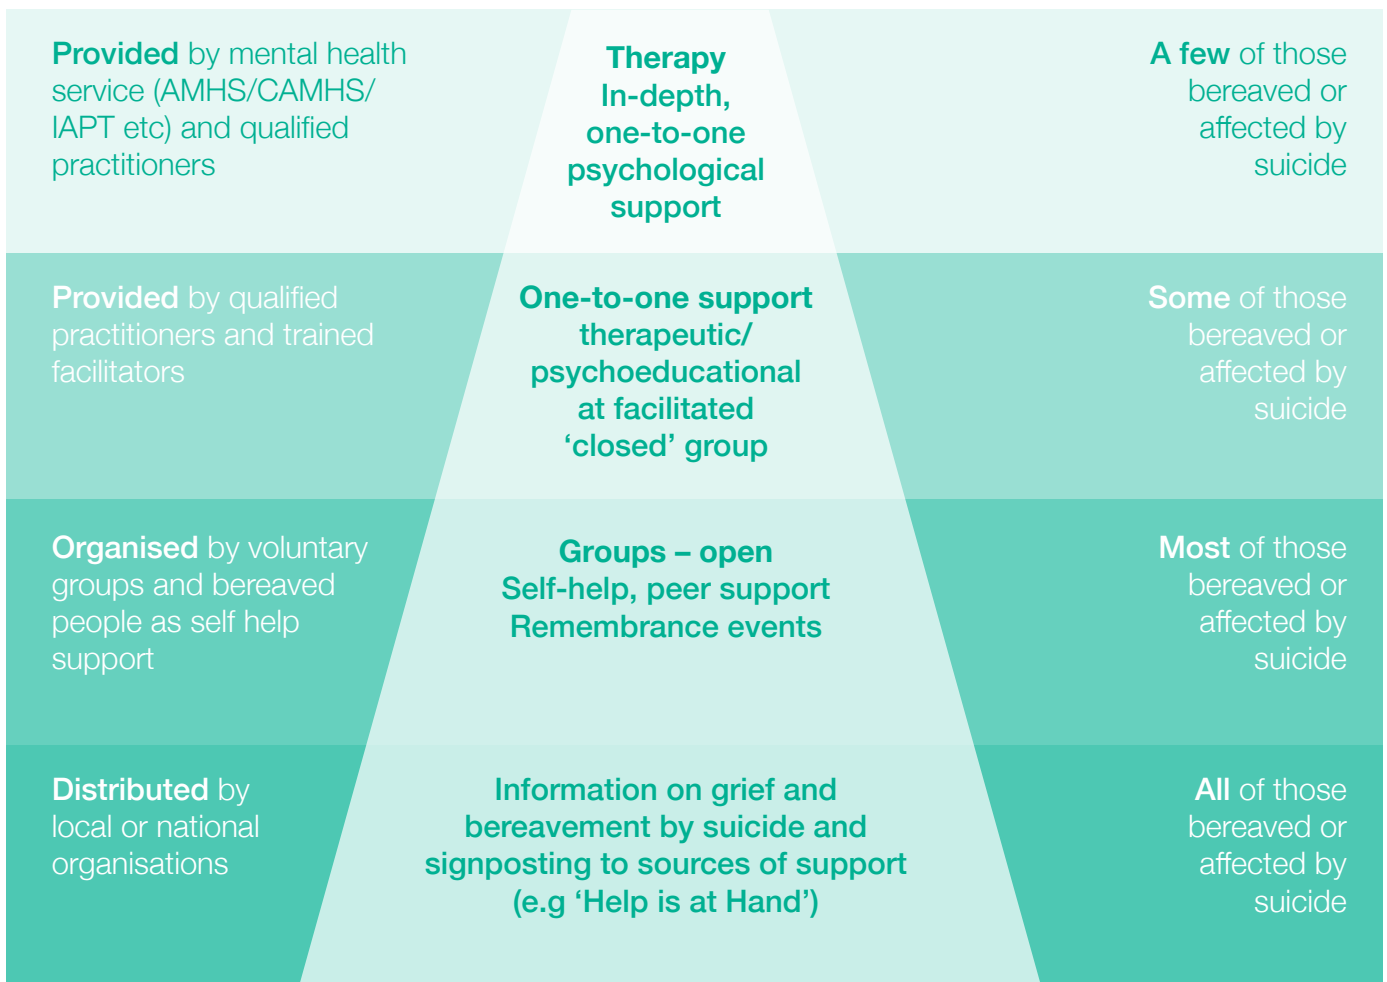 Provided by mental health
service (AMHS/CAMHS/
IAPT etc) and qualified
practitioners
Therapy
In-depth,
one-to-one
psychological
support
A few of those
bereaved or
affected by
suicide
Provided by qualified
practitioners and trained
facilitators
One-to-one support
therapeutic/
psychoeducational
at facilitated
‘closed’ group
Some of those
bereaved or
affected by
suicide
Organised by voluntary
groups and bereaved
people as self help
support
Groups – open
Self-help, peer support
Remembrance events
Most of those
bereaved or
affected by
suicide
Distributed by
local or national
organisations
Information on grief and
bereavement by suicide and
signposting to sources of support
(e.g ‘Help is at Hand’)
All of those
bereaved or
affected by
suicide